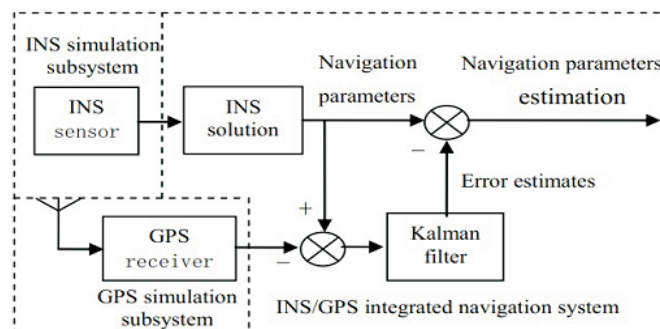 INS simulation
subsystem
INS
sensor
INS
solution
Navigation
parameters
Navigation parameters
estimation
−
Error estimates
+
GPS
receiver
−
Kalman
filter
GPS simulation
subsystem
INS/GPS integrated navigation system